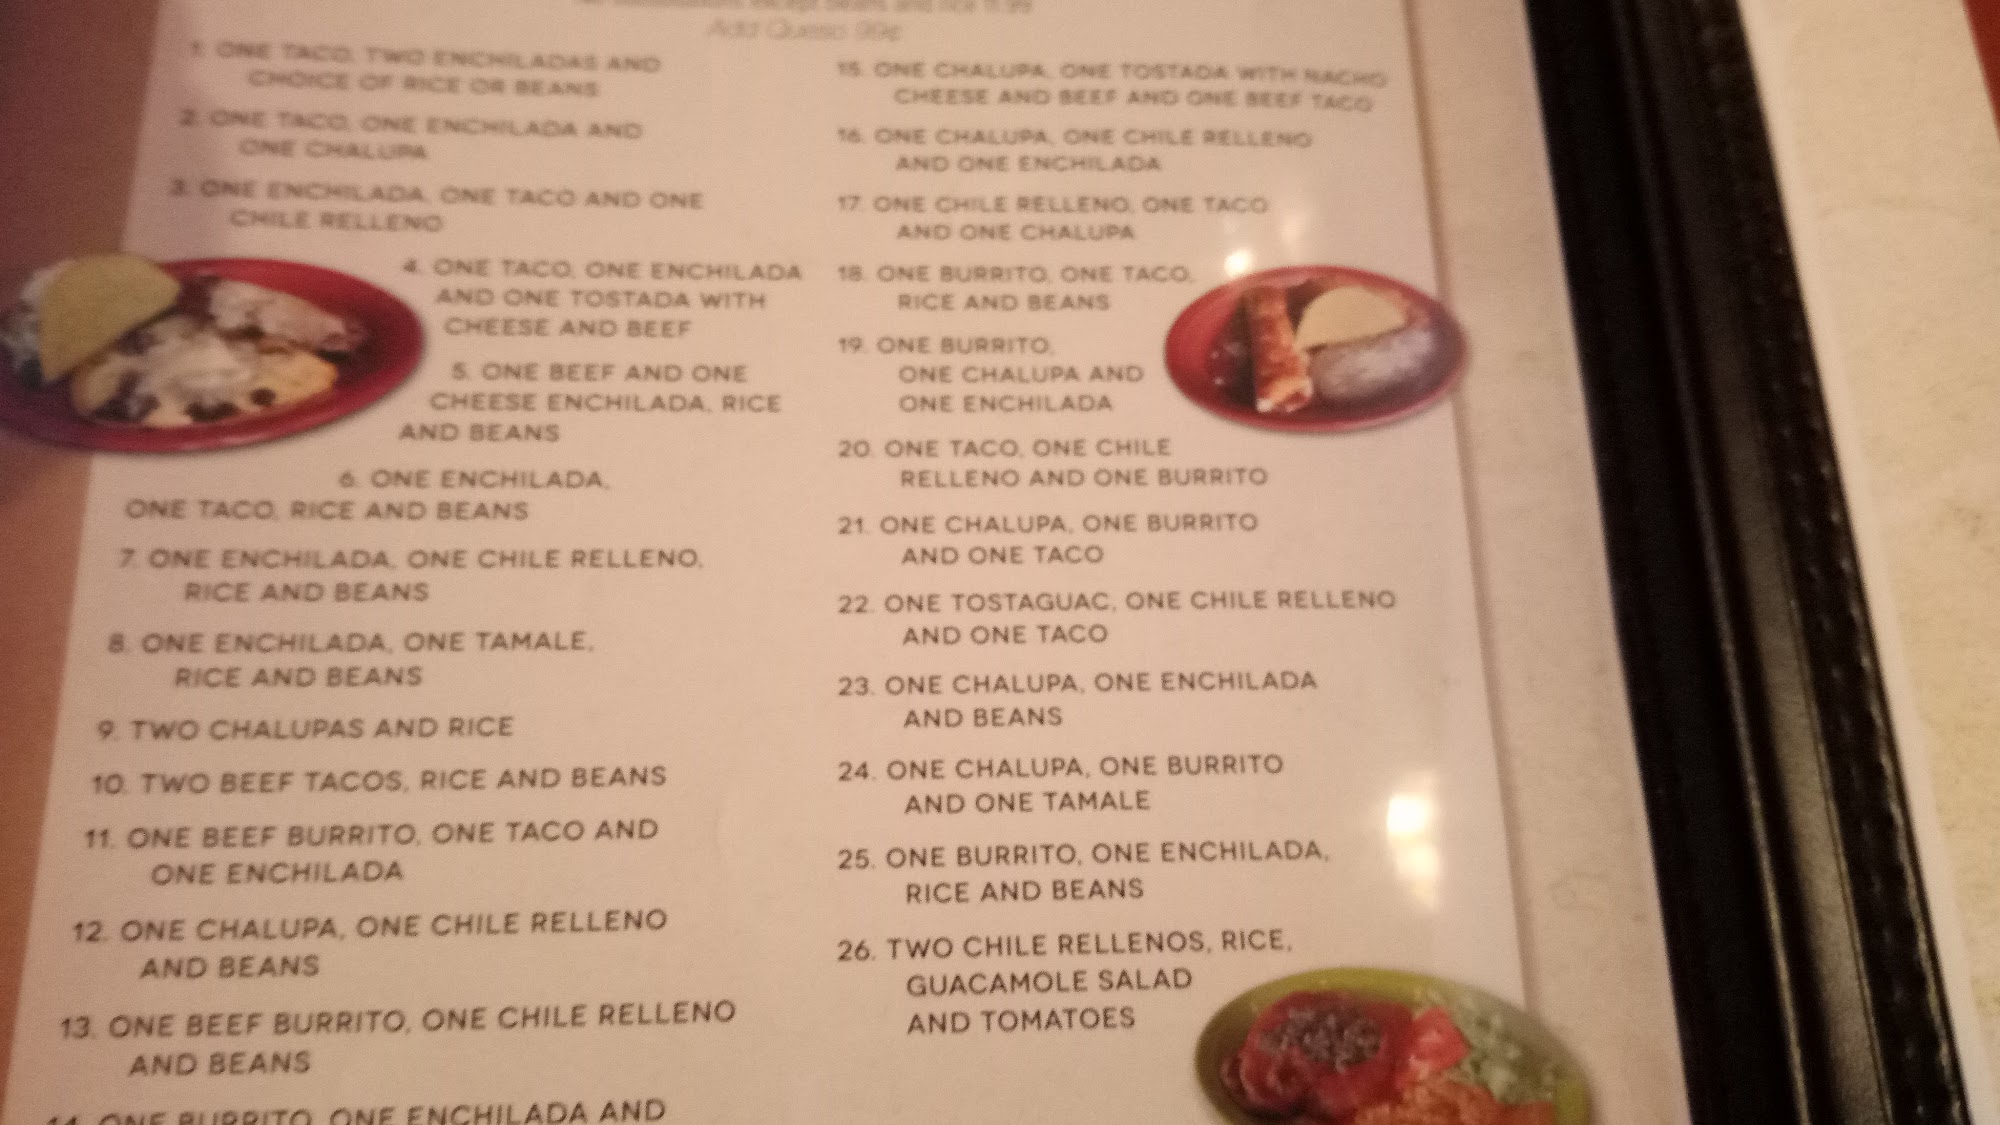 Add Queso 99¢
1. ONE TACO, TWO ENCHILADAS AND
CHOICE OF RICE OR BEANS
2. ONE TACO, ONE ENCHILADA AND
ONE CHALUPA
3. ONE ENCHILADA, ONE TACO AND ONE
CHILE RELLENO
4. ONE TACO, ONE ENCHILADA
AND ONE TOSTADA WITH
CHEESE AND BEEF
5. ONE BEEF AND ONE
CHEESE ENCHILADA, RICE
AND BEANS
6. ONE ENCHILADA,
ONE TACO, RICE AND BEANS
7. ONE ENCHILADA, ONE CHILE RELLENO,
RICE AND BEANS
8. ONE ENCHILADA, ONE TAMALE,
RICE AND BEANS
9. TWO CHALUPAS AND RICE
10. TWO BEEF TACOS, RICE AND BEANS
11. ONE BEEF BURRITO, ONE TACO AND
ONE ENCHILADA
12. ONE CHALUPA, ONE CHILE RELLENO
AND BEANS
13. ONE BEEF BURRITO, ONE CHILE RELLENO
AND BEANS
14. ONE BURRITO, ONE ENCHILADA AND
15. ONE CHALUPA, ONE TOSTADA WITH NACHO
CHEESE AND BEEF AND ONE BEEF TACO
16. ONE CHALUPA, ONE CHILE RELLENO
AND ONE ENCHILADA
17. ONE CHILE RELLENO, ONE TACO
AND ONE CHALUPA
18. ONE BURRITO, ONE TACO,
RICE AND BEANS
19. ONE BURRITO,
ONE CHALUPA AND
ONE ENCHILADA
20. ONE TACO, ONE CHILE
RELLENO AND ONE BURRITO
21. ONE CHALUPA, ONE BURRITO
AND ONE TACO
22. ONE TOSTAGUAC, ONE CHILE RELLENO
AND ONE TACO
23. ONE CHALUPA, ONE ENCHILADA
AND BEANS
24. ONE CHALUPA, ONE BURRITO
AND ONE TAMALE
25. ONE BURRITO, ONE ENCHILADA,
RICE AND BEANS
26. TWO CHILE RELLENOS, RICE,
GUACAMOLE SALAD
AND TOMATOES